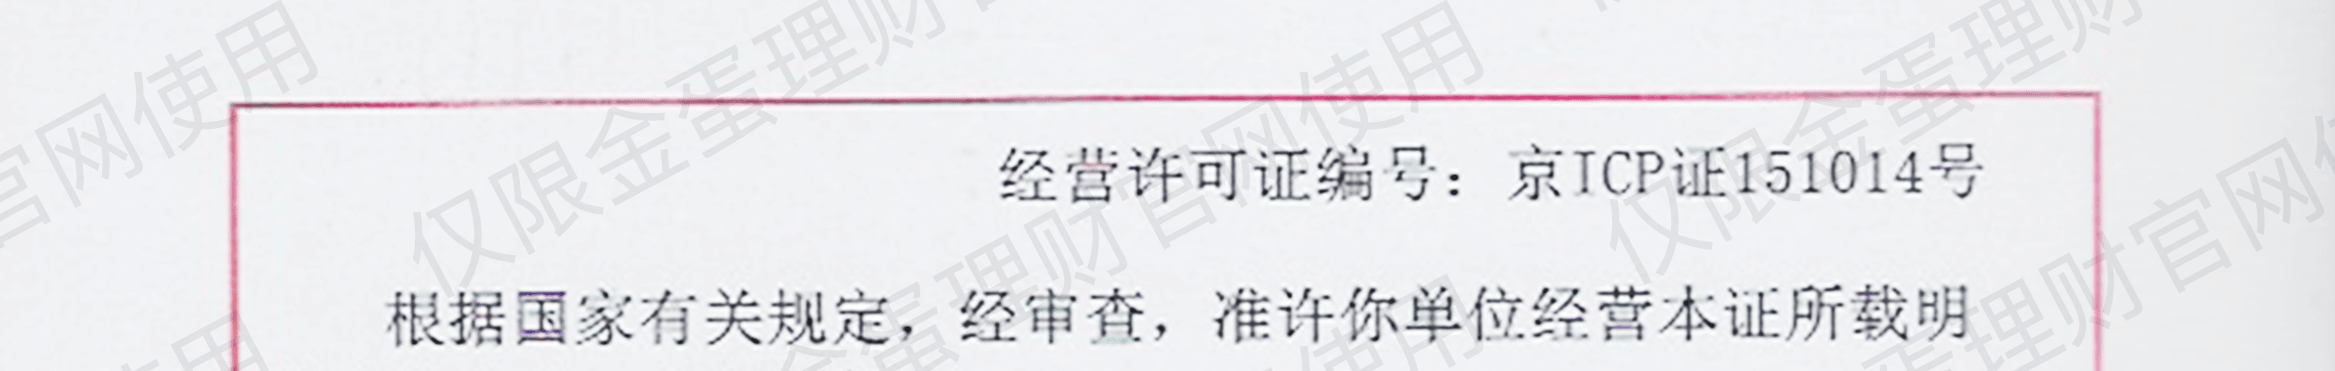 经营许可证编号：京ICP证151014号
根据国家有关规定，经审查，准许你单位经营本证所载明
仅限金蛋理财官网使用